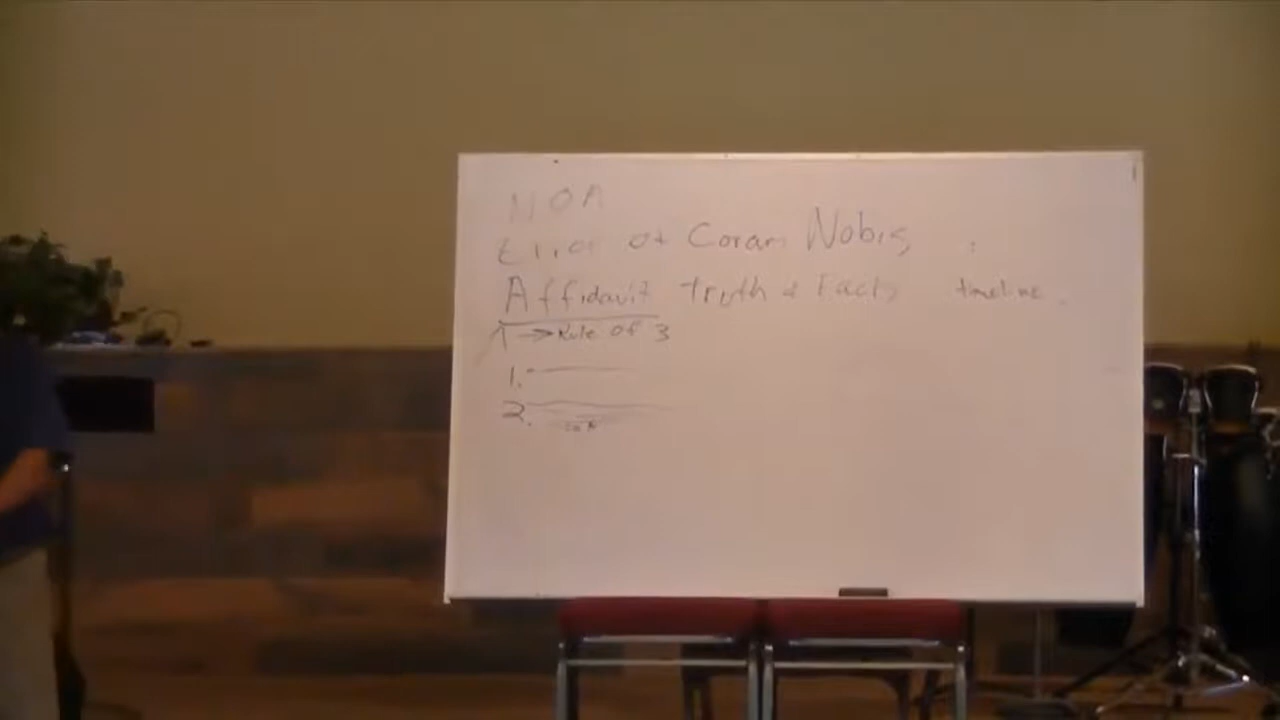 NOA
Error of Coram Nobis
Affidavit Truth & Facts timeline
→ Rule of 3
1.
2.